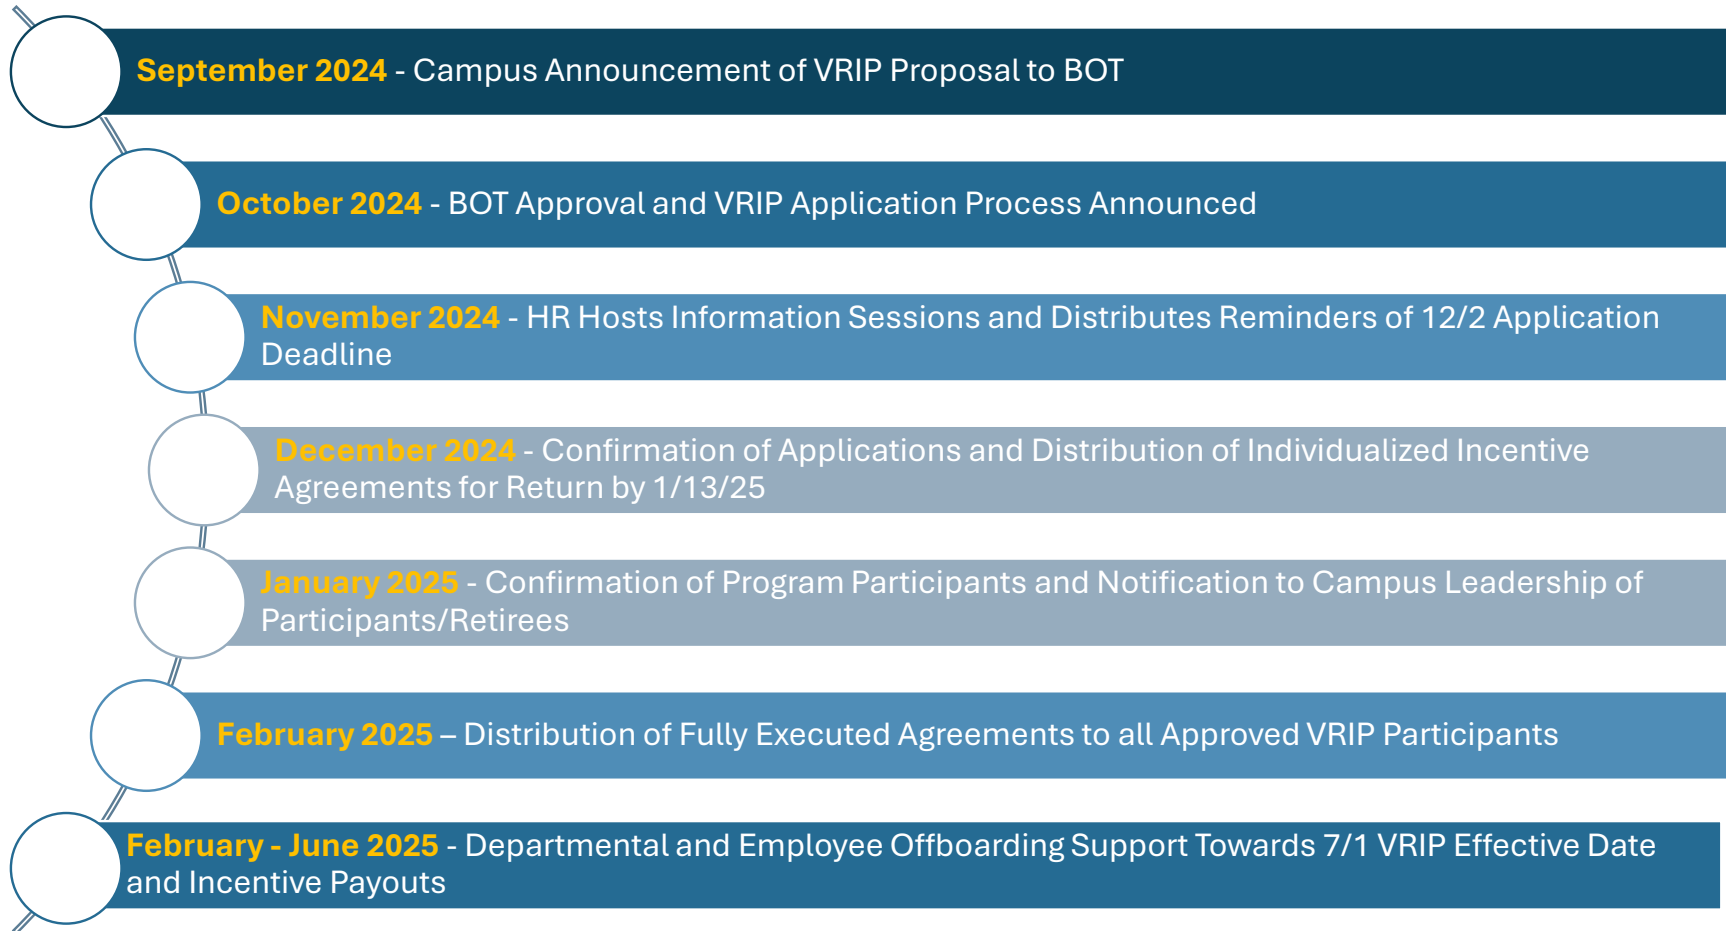 September 2024 - Campus Announcement of VRIP Proposal to BOT
October 2024 - BOT Approval and VRIP Application Process Announced
November 2024 - HR Hosts Information Sessions and Distributes Reminders of 12/2 Application
Deadline
December 2024 - Confirmation of Applications and Distribution of Individualized Incentive
Agreements for Return by 1/13/25
January 2025 - Confirmation of Program Participants and Notification to Campus Leadership of
Participants/Retirees
February 2025 – Distribution of Fully Executed Agreements to all Approved VRIP Participants
February - June 2025 - Departmental and Employee Offboarding Support Towards 7/1 VRIP Effective Date
and Incentive Payouts